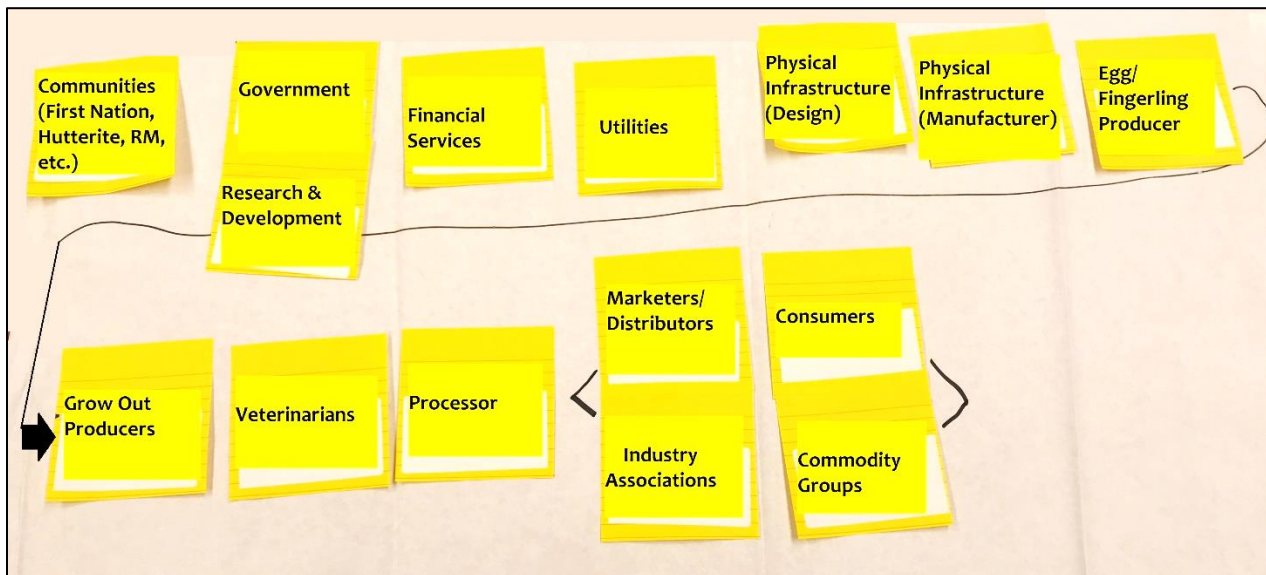 Communities
(First Nation,
Hutterite, RM,
etc.)
Government
Research &
Development
Financial
Services
Utilities
Physical
Infrastructure
(Design)
Physical
Infrastructure
(Manufacturer)
Egg/
Fingerling
Producer
Grow Out
Producers
Veterinarians
Processor
Marketers/
Distributors
Industry
Associations
Consumers
Commodity
Groups